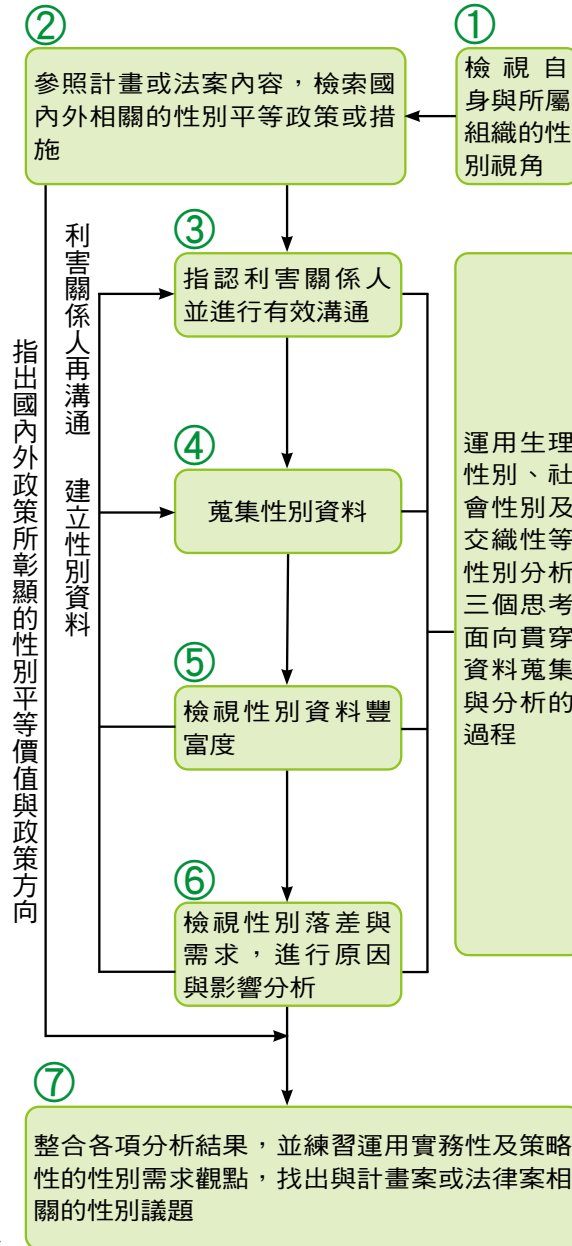 ①
檢視自
身與所屬
組織的性
別視角
②
參照計畫或法案內容，檢索國
內外相關的性別平等政策或措
施
指出國內外政策所彰顯的性別平等價值與政策方向
利害關係人再溝通 建立性別資料
③
指認利害關係人
並進行有效溝通
④
蒐集性別資料
⑤
檢視性別資料豐
富度
⑥
檢視性別落差與
需求，進行原因
與影響分析
運用生理
性別、社
會性別及
交織性等
性別分析
三個思考
面向貫穿
資料蒐集
與分析的
過程
⑦
整合各項分析結果，並練習運用實務性及策略
性的性別需求觀點，找出與計畫案或法律案相
關的性別議題